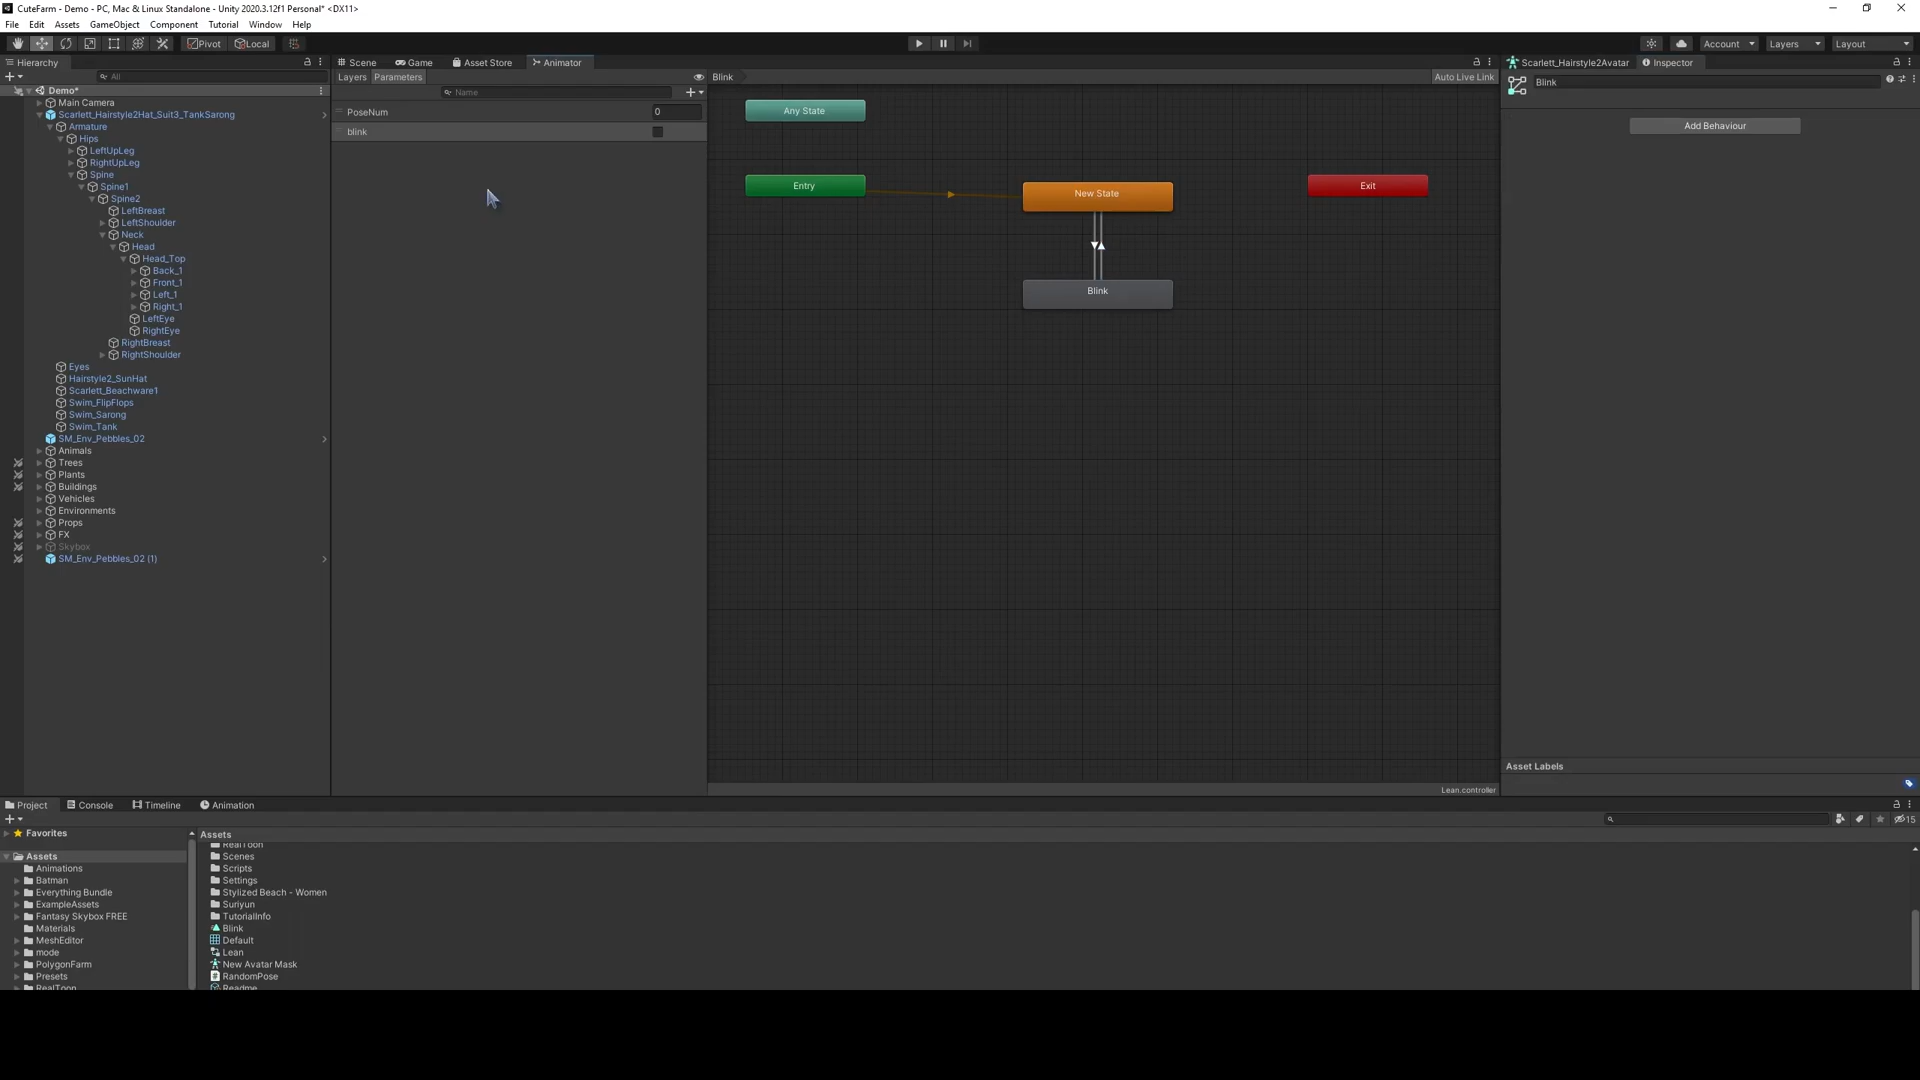 CuteFarm - Demo - PC, Mac & Linux Standalone - Unity 2020.3.12f1 Personal* <DX11>
File Edit Assets GameObject Component Tutorial Window Help
Pivot Local Account Layers Layout
Hierarchy
All
Demo*
Main Camera
Scarlett_Hairstyle2Hat_Suit3_TankSarong
Armature
Hips
LeftUpLeg
RightUpLeg
Spine
Spine1
Spine2
LeftBreast
LeftShoulder
Neck
Head
Head_Top
Back_1
Front_1
Left_1
Right_1
LeftEye
RightEye
RightBreast
RightShoulder
Eyes
Hairstyle2_SunHat
Scarlett_Beachware1
Swim_FlipFlops
Swim_Sarong
Swim_Tank
SM_Env_Pebbles_02
Animals
Trees
Plants
Buildings
Vehicles
Environments
Props
FX
Skybox
SM_Env_Pebbles_02 (1)
Scene Game Asset Store Animator
Layers Parameters
Name
PoseNum 0
blink
Blink Auto Live Link
Any State
Entry New State Exit
Blink
Lean.controller
Scarlett_Hairstyle2Avatar Inspector
Blink
Add Behaviour
Asset Labels
Project Console Timeline Animation
15
Favorites
Assets
Animations
Batman
Everything Bundle
ExampleAssets
Fantasy Skybox FREE
Materials
MeshEditor
mode
PolygonFarm
Presets
RealToon
Assets
RealToon
Scenes
Scripts
Settings
Stylized Beach - Women
Suriyun
TutorialInfo
Blink
Default
Lean
New Avatar Mask
RandomPose
Readme